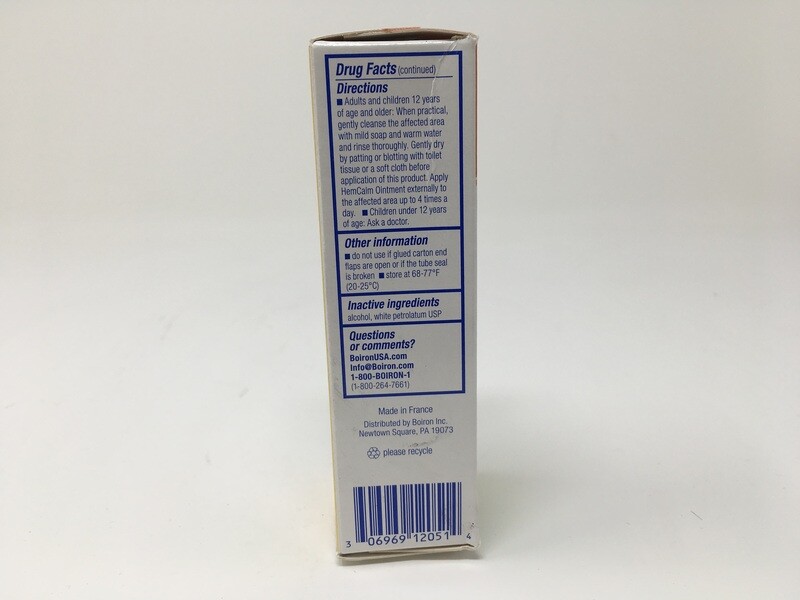 Drug Facts (continued)
Directions
■ Adults and children 12 years
of age and older: When practical,
gently cleanse the affected area
with mild soap and warm water
and rinse thoroughly. Gently dry
by patting or blotting with toilet
tissue or a soft cloth before
application of this product. Apply
HemCalm Ointment externally to
the affected area up to 4 times a
day. ■ Children under 12 years
of age: Ask a doctor.
Other information
■ do not use if glued carton end
flaps are open or if the tube seal
is broken ■ store at 68-77°F
(20-25°C)
Inactive ingredients
alcohol, white petrolatum USP
Questions
or comments?
BoironUSA.com
Info@Boiron.com
1-800-BOIRON-1
(1-800-264-7661)
Made in France
Distributed by Boiron Inc.
Newtown Square, PA 19073
please recycle
3 06969 12051 4